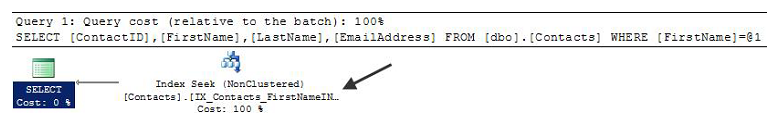 Query 1: Query cost (relative to the batch): 100%
SELECT [ContactID],[FirstName],[LastName],[EmailAddress] FROM [dbo].[Contacts] WHERE [FirstName]=@1
SELECT
Cost: 0 %
Index Seek (NonClustered)
[Contacts].[IX_Contacts_FirstNameIN…
Cost: 100 %